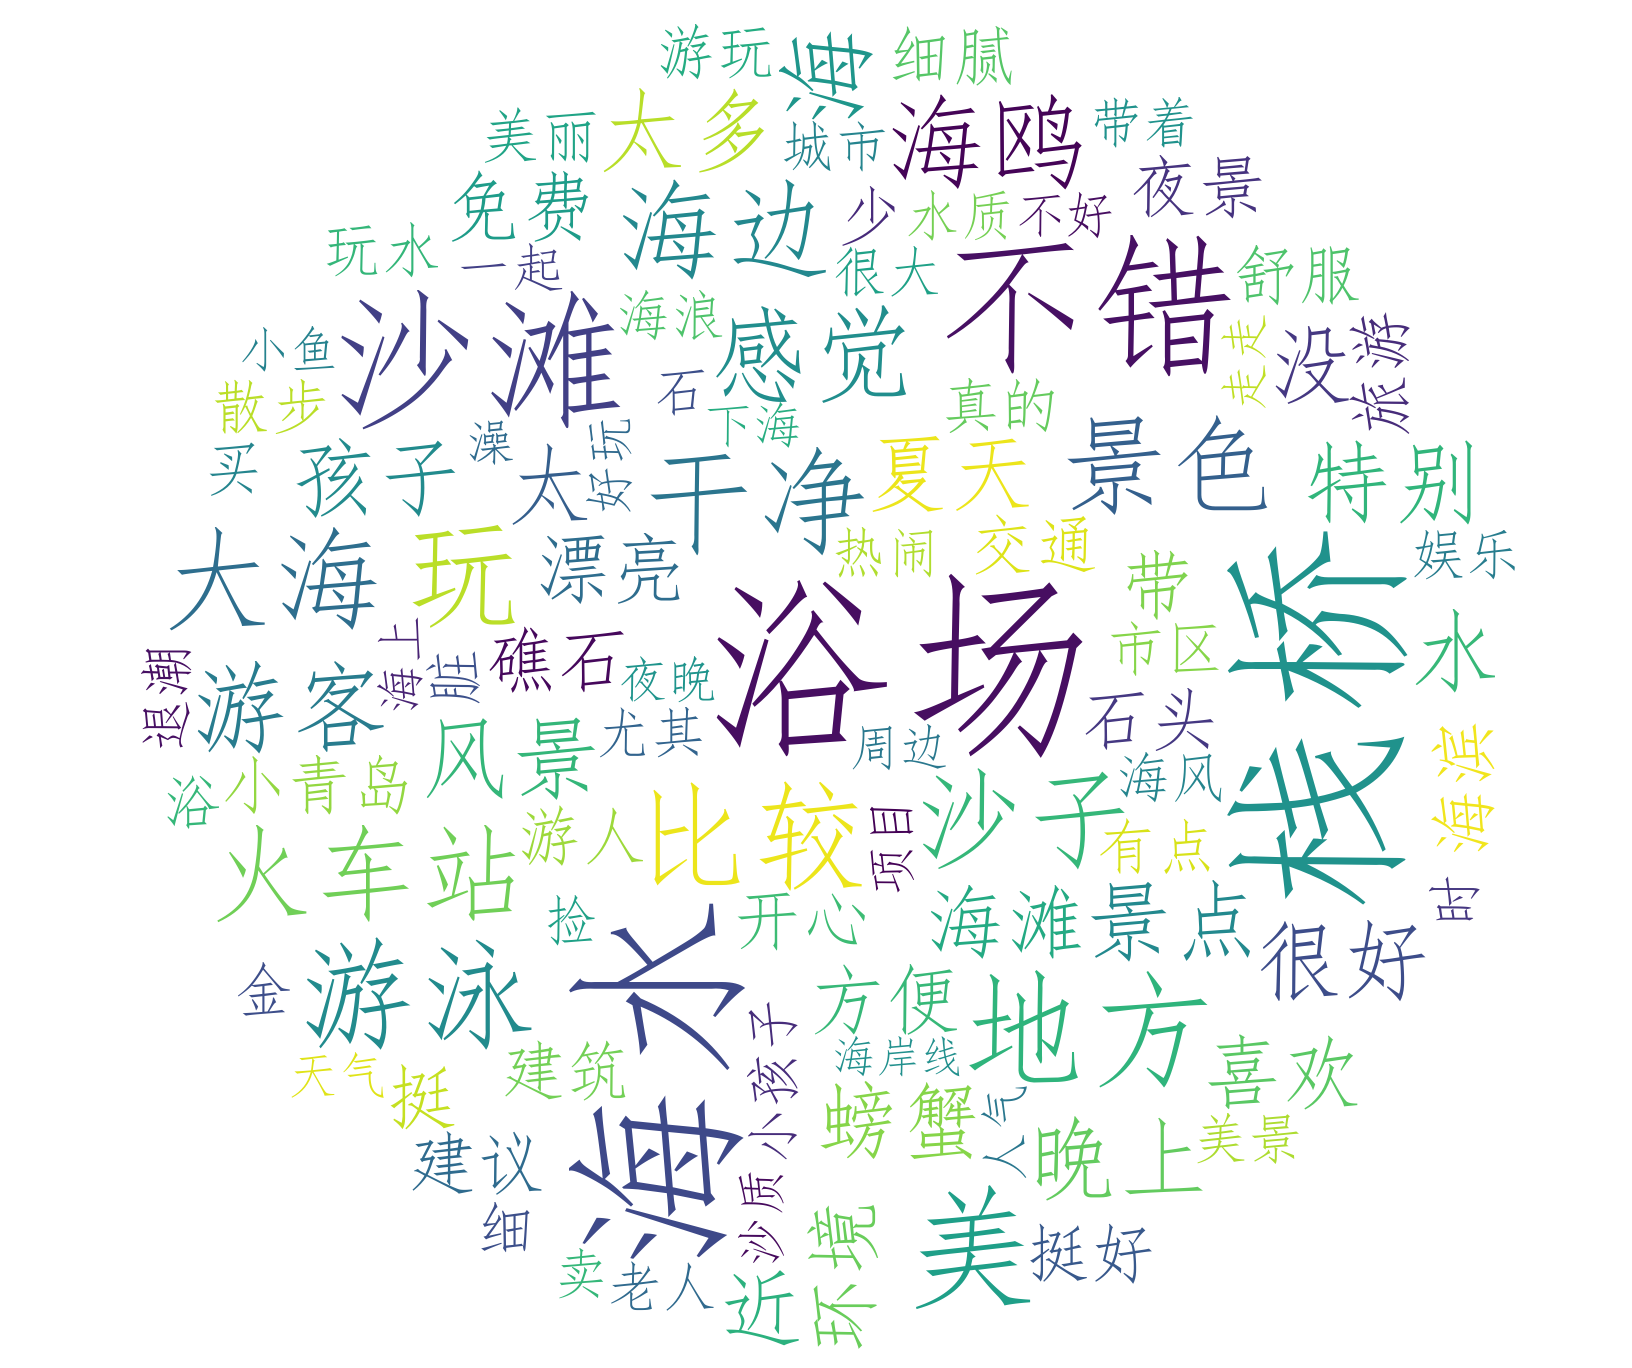 游玩
海
细腻
美丽
太多
城市
海鸥
带着
免费
海边
少
水质
不好
夜景
玩水
一起
很大
不错
舒服
沙滩
海浪
感觉
走走
没
旅游
小鱼
散步
石
下海
真的
买
孩子
澡
太
好玩
干净
夏天
景色
特别
大海
玩
漂亮
热闹
交通
带
栈桥
娱乐
退潮
游客
海上
脏
礁石
夜晚
浴场
市区
水
尤其
周边
石头
浴
小青岛
风景
海风
海滨
火车站
游人
比较
项目
沙子
有点
捡
开心
海滩
景点
时
金
游泳
海水
方便
地方
很好
天气
挺
建筑
小孩子
海岸线
喜欢
建议
螃蟹
人气
晚上
美景
细
沙质
环境
美
挺好
卖
老人
近